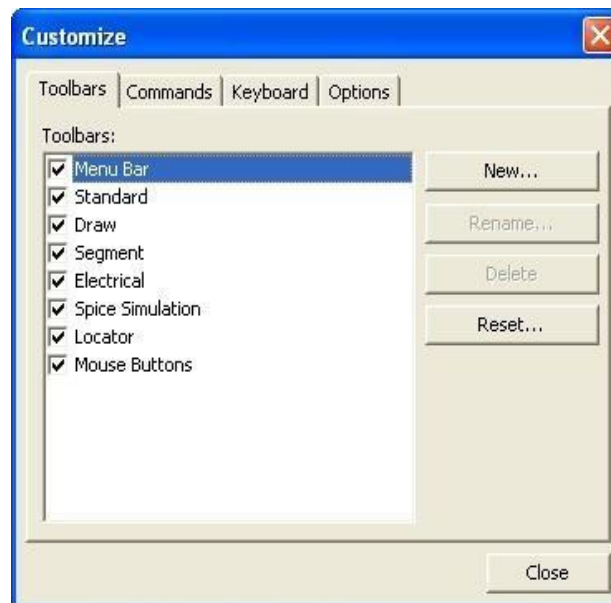 Customize
Toolbars Commands Keyboard Options
Toolbars:
Menu Bar
Standard
Draw
Segment
Electrical
Spice Simulation
Locator
Mouse Buttons
New...
Rename...
Delete
Reset...
Close